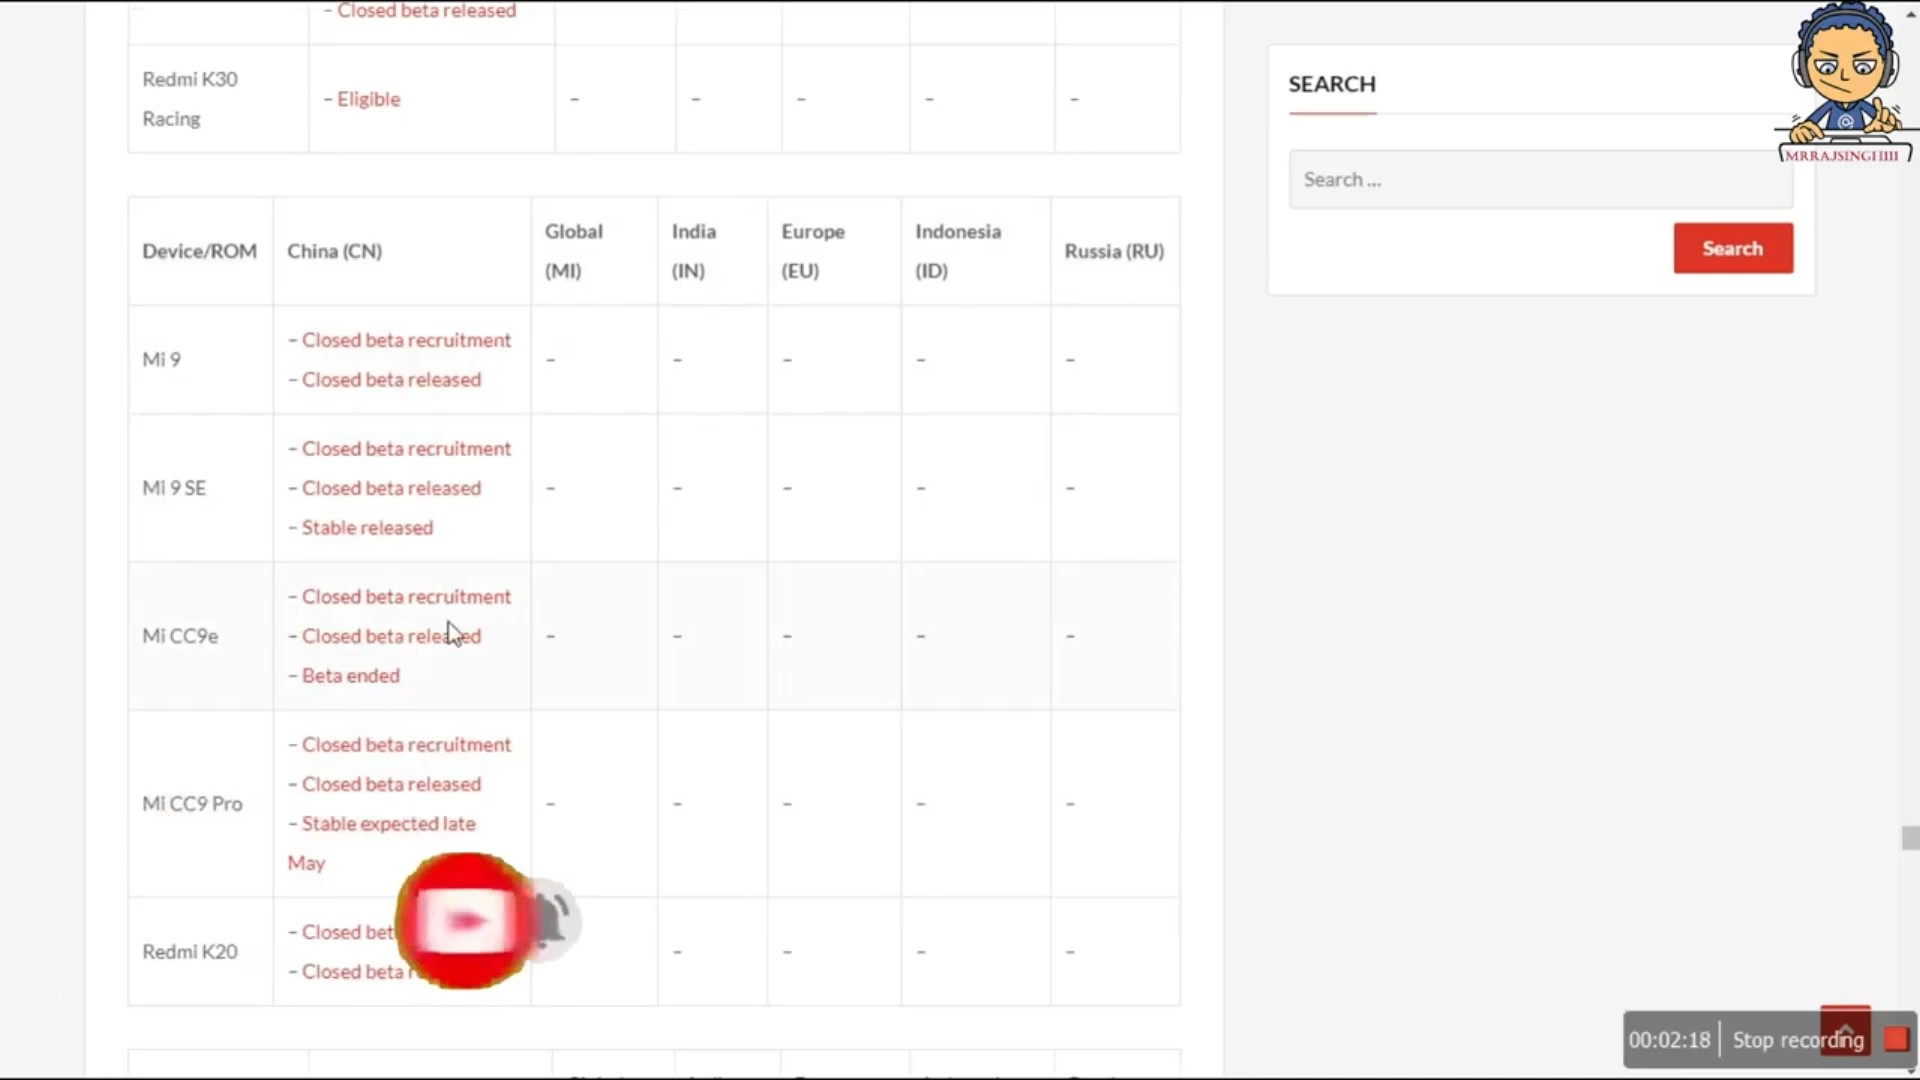 – Closed beta released
Redmi K30
Racing
– Eligible
–
–
–
–
–
Device/ROM
China (CN)
Global
(MI)
India
(IN)
Europe
(EU)
Indonesia
(ID)
Russia (RU)
Mi 9
– Closed beta recruitment
– Closed beta released
–
–
–
–
–
Mi 9 SE
– Closed beta recruitment
– Closed beta released
– Stable released
–
–
–
–
–
Mi CC9e
– Closed beta recruitment
– Closed beta released
– Beta ended
–
–
–
–
–
Mi CC9 Pro
– Closed beta recruitment
– Closed beta released
– Stable expected late
May
–
–
–
–
–
Redmi K20
– Closed
– Closed beta
–
–
–
–
SEARCH
Search ...
Search
MRRAJSINGH111
00:02:18
Stop recording